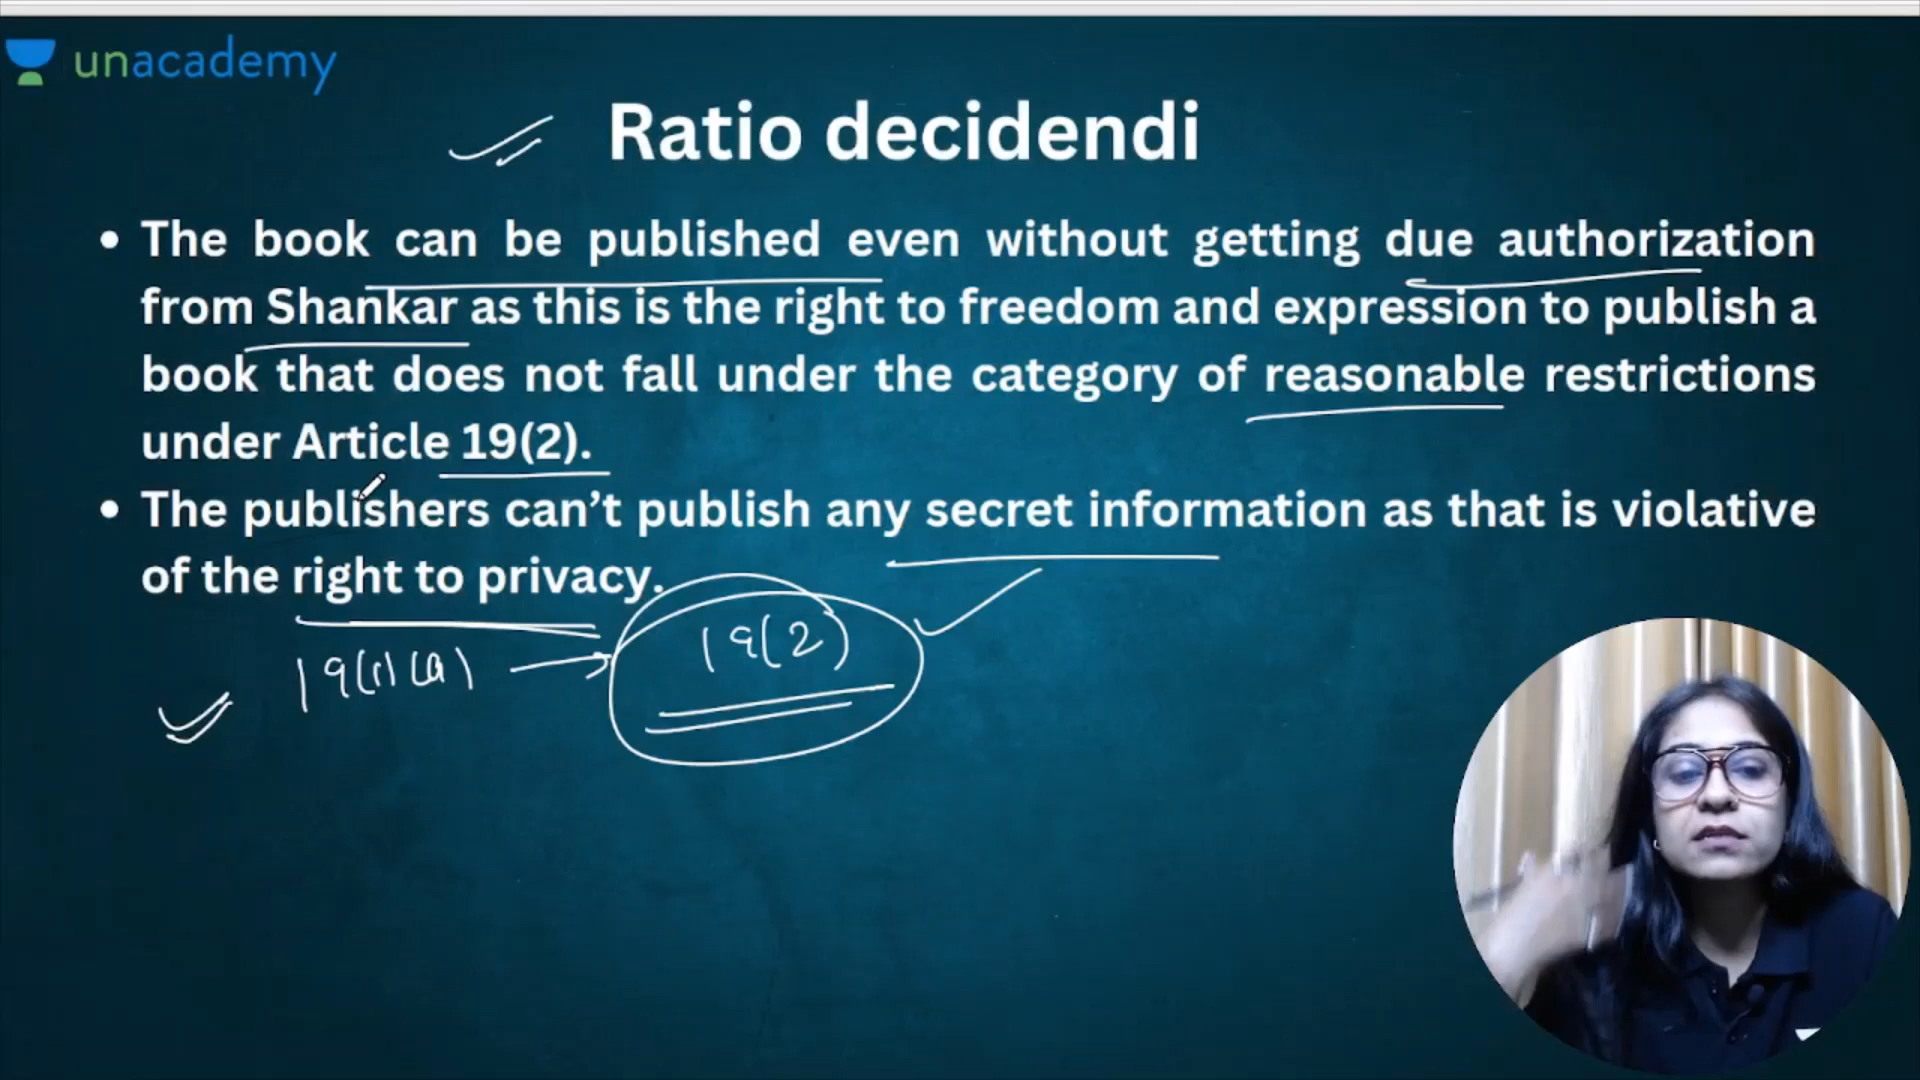 unacademy
Ratio decidendi
• The book can be published even without getting due authorization
from Shankar as this is the right to freedom and expression to publish a
book that does not fall under the category of reasonable restrictions
under Article 19(2).
• The publishers can’t publish any secret information as that is violative
of the right to privacy.
19(2)
19(1)(a)